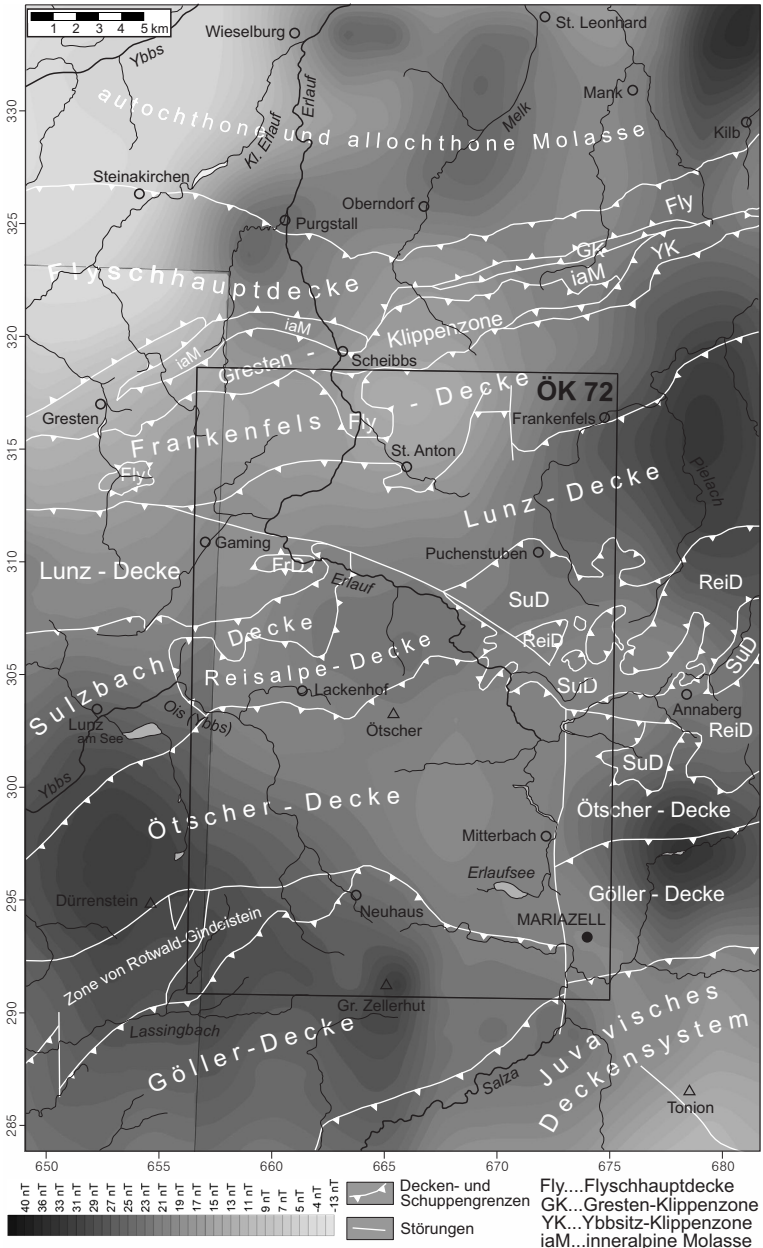 1 2 3 4 5 km
Wieselburg
St. Leonhard
Ybbs
Erlauf
Kl. Erlauf
Melk
Mank
Kilb
330
autochthone und allochthone Molasse
Steinakirchen
Oberndorf
Purgstall
325
Fly
GK
YK
iaM
Flyschhauptdecke
iaM
iaM
Klippenzone
320
Gresten -
Scheibbs
ÖK 72
- Decke
Gresten
Frankenfels
Fly
Frankenfels
St. Anton
315
Fly
Pielach
Lunz - Decke
Gaming
Puchenstuben
310
Lunz - Decke
FrD
Erlauf
ReiD
SuD
Decke
ReiD
SuD
Reisalpe - Decke
305
Sulzbach
Lackenhof
SuD
Annaberg
Lunz
am See
Ois (Ybbs)
Ötscher
ReiD
SuD
Ybbs
300
Ötscher - Decke
Ötscher - Decke
Mitterbach
Erlaufsee
295
Dürrenstein
Neuhaus
Göller - Decke
MARIAZELL
Zone von Rotwald-Gindelstein
290
Gr. Zellerhut
Lassingbach
Göller-Decke
Juvavisches
Deckensystem
Salza
Tonion
285
650 655 660 665 670 675 680
40 nT 36 nT 33 nT 31 nT 29 nT 27 nT 25 nT 21 nT 19 nT 17 nT 15 nT 11 nT 9 nT 7 nT 5 nT 1 nT -4 nT -13 nT
Decken- und
Schuppengrenzen
Störungen
Fly....Flyschhauptdecke
GK...Gresten-Klippenzone
YK...Ybbsitz-Klippenzone
iaM...inneralpine Molasse